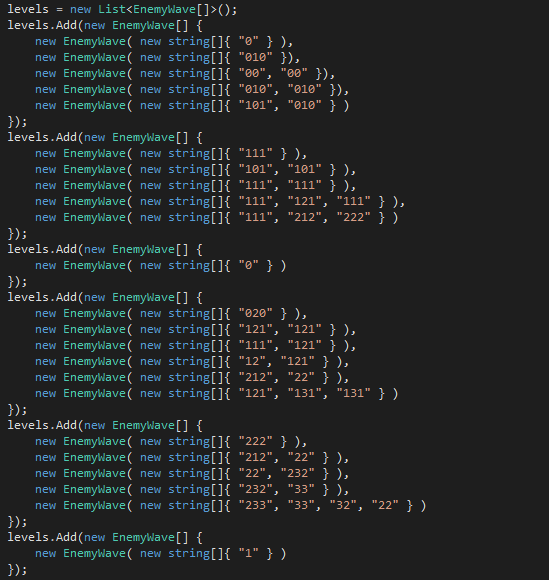 levels = new List<EnemyWave[]>();
levels.Add(new EnemyWave[] {
    new EnemyWave( new string[]{ "0" } ),
    new EnemyWave( new string[]{ "010" }),
    new EnemyWave( new string[]{ "00", "00" }),
    new EnemyWave( new string[]{ "010", "010" }),
    new EnemyWave( new string[]{ "101", "010" } )
});
levels.Add(new EnemyWave[] {
    new EnemyWave( new string[]{ "111" } ),
    new EnemyWave( new string[]{ "101", "101" } ),
    new EnemyWave( new string[]{ "111", "111" } ),
    new EnemyWave( new string[]{ "111", "121", "111" } ),
    new EnemyWave( new string[]{ "111", "212", "222" } )
});
levels.Add(new EnemyWave[] {
    new EnemyWave( new string[]{ "0" } )
});
levels.Add(new EnemyWave[] {
    new EnemyWave( new string[]{ "020" } ),
    new EnemyWave( new string[]{ "121", "121" } ),
    new EnemyWave( new string[]{ "111", "121" } ),
    new EnemyWave( new string[]{ "12", "121" } ),
    new EnemyWave( new string[]{ "212", "22" } ),
    new EnemyWave( new string[]{ "121", "131", "131" } )
});
levels.Add(new EnemyWave[] {
    new EnemyWave( new string[]{ "222" } ),
    new EnemyWave( new string[]{ "212", "22" } ),
    new EnemyWave( new string[]{ "22", "232" } ),
    new EnemyWave( new string[]{ "232", "33" } ),
    new EnemyWave( new string[]{ "233", "33", "32", "22" } )
});
levels.Add(new EnemyWave[] {
    new EnemyWave( new string[]{ "1" } )
});